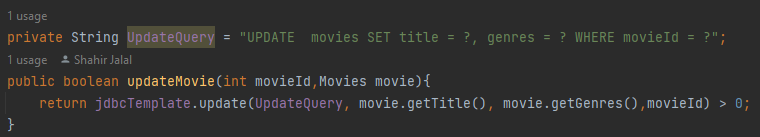 1 usage
private String UpdateQuery = "UPDATE  movies SET title = ?, genres = ? WHERE movieId = ?";
1 usage   Shahir Jalal
public boolean updateMovie(int movieId,Movies movie){
    return jdbcTemplate.update(UpdateQuery, movie.getTitle(), movie.getGenres(),movieId) > 0;
}